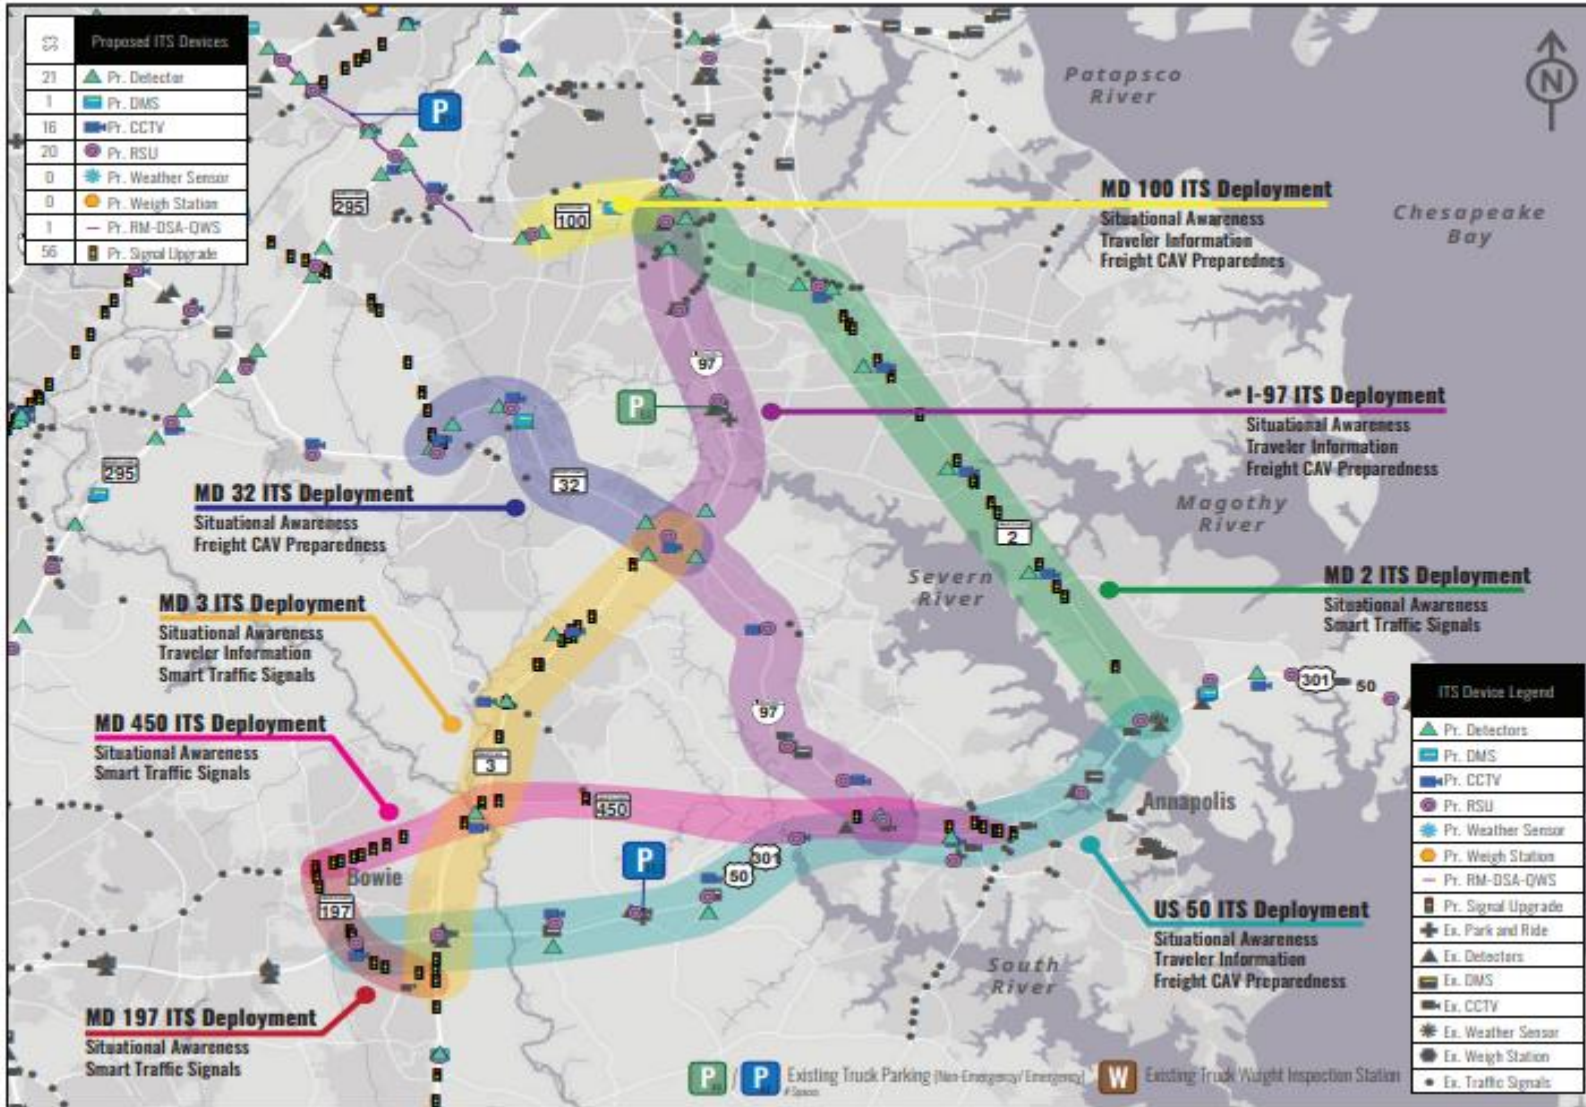 Proposed ITS Devices
21 Pr. Detector
1 Pr. DMS
16 Pr. CCTV
20 Pr. RSU
0 Pr. Weather Sensor
0 Pr. Weigh Station
1 Pr. RM-DSA-QWS
56 Pr. Signal Upgrade
P
Patapsco
River
N
295
100
MD 100 ITS Deployment
Situational Awareness
Traveler Information
Freight CAV Preparednes
Chesapeake
Bay
97
P
I-97 ITS Deployment
Situational Awareness
Traveler Information
Freight CAV Preparedness
295
32
MD 32 ITS Deployment
Situational Awareness
Freight CAV Preparedness
Magothy
River
2
Severn
River
MD 2 ITS Deployment
Situational Awareness
Smart Traffic Signals
MD 3 ITS Deployment
Situational Awareness
Traveler Information
Smart Traffic Signals
301
50
97
MD 450 ITS Deployment
Situational Awareness
Smart Traffic Signals
3
450
Annapolis
Bowie
P
50
301
197
US 50 ITS Deployment
Situational Awareness
Traveler Information
Freight CAV Preparedness
South
River
MD 197 ITS Deployment
Situational Awareness
Smart Traffic Signals
ITS Device Legend
Pr. Detectors
Pr. DMS
Pr. CCTV
Pr. RSU
Pr. Weather Sensor
Pr. Weigh Station
Pr. RM-DSA-QWS
Pr. Signal Upgrade
Ex. Park and Ride
Ex. Detectors
Ex. DMS
Ex. CCTV
Ex. Weather Sensor
Ex. Weigh Station
Ex. Traffic Signals
P / P Existing Truck Parking (Non-Emergency/Emergency)
# Spaces
W Existing Truck Weight Inspection Station